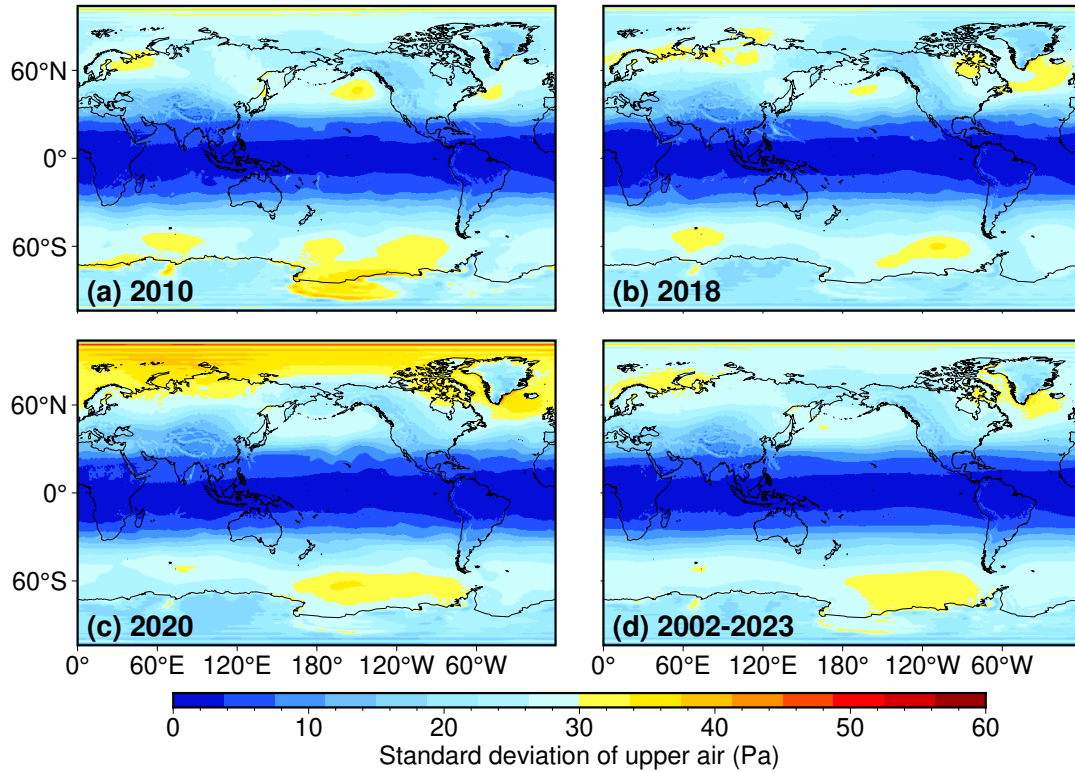 60°N
0°
60°S
(a) 2010
(b) 2018
60°N
0°
60°S
(c) 2020
(d) 2002-2023
0° 60°E 120°E 180° 120°W 60°W
0° 60°E 120°E 180° 120°W 60°W
0 10 20 30 40 50 60
Standard deviation of upper air (Pa)